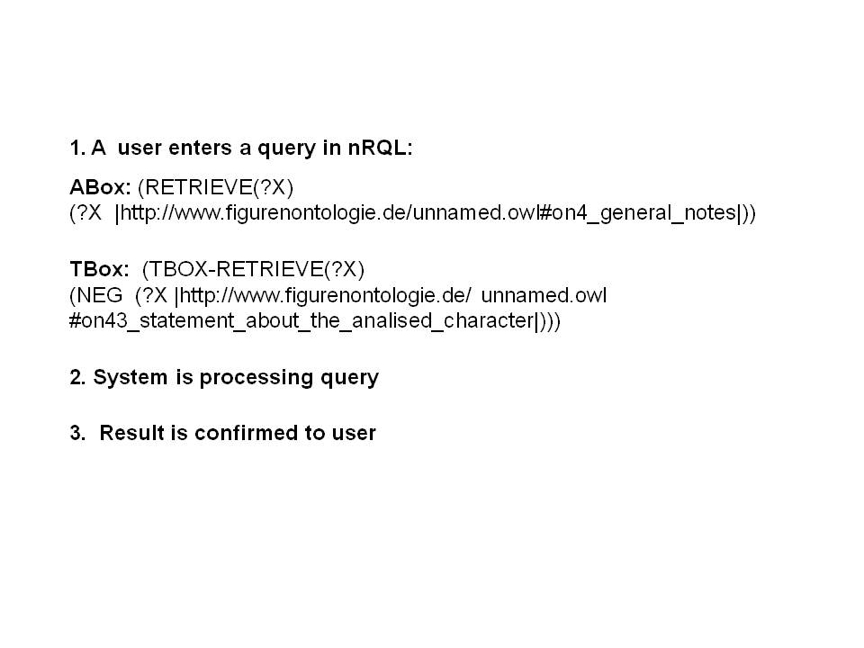 1. A  user enters a query in nRQL:
ABox: (RETRIEVE(?X)
(?X  |http://www.figurenontologie.de/unnamed.owl#on4_general_notes|))
TBox:  (TBOX-RETRIEVE(?X)
(NEG  (?X |http://www.figurenontologie.de/ unnamed.owl
#on43_statement_about_the_analised_character|)))
2. System is processing query
3.  Result is confirmed to user